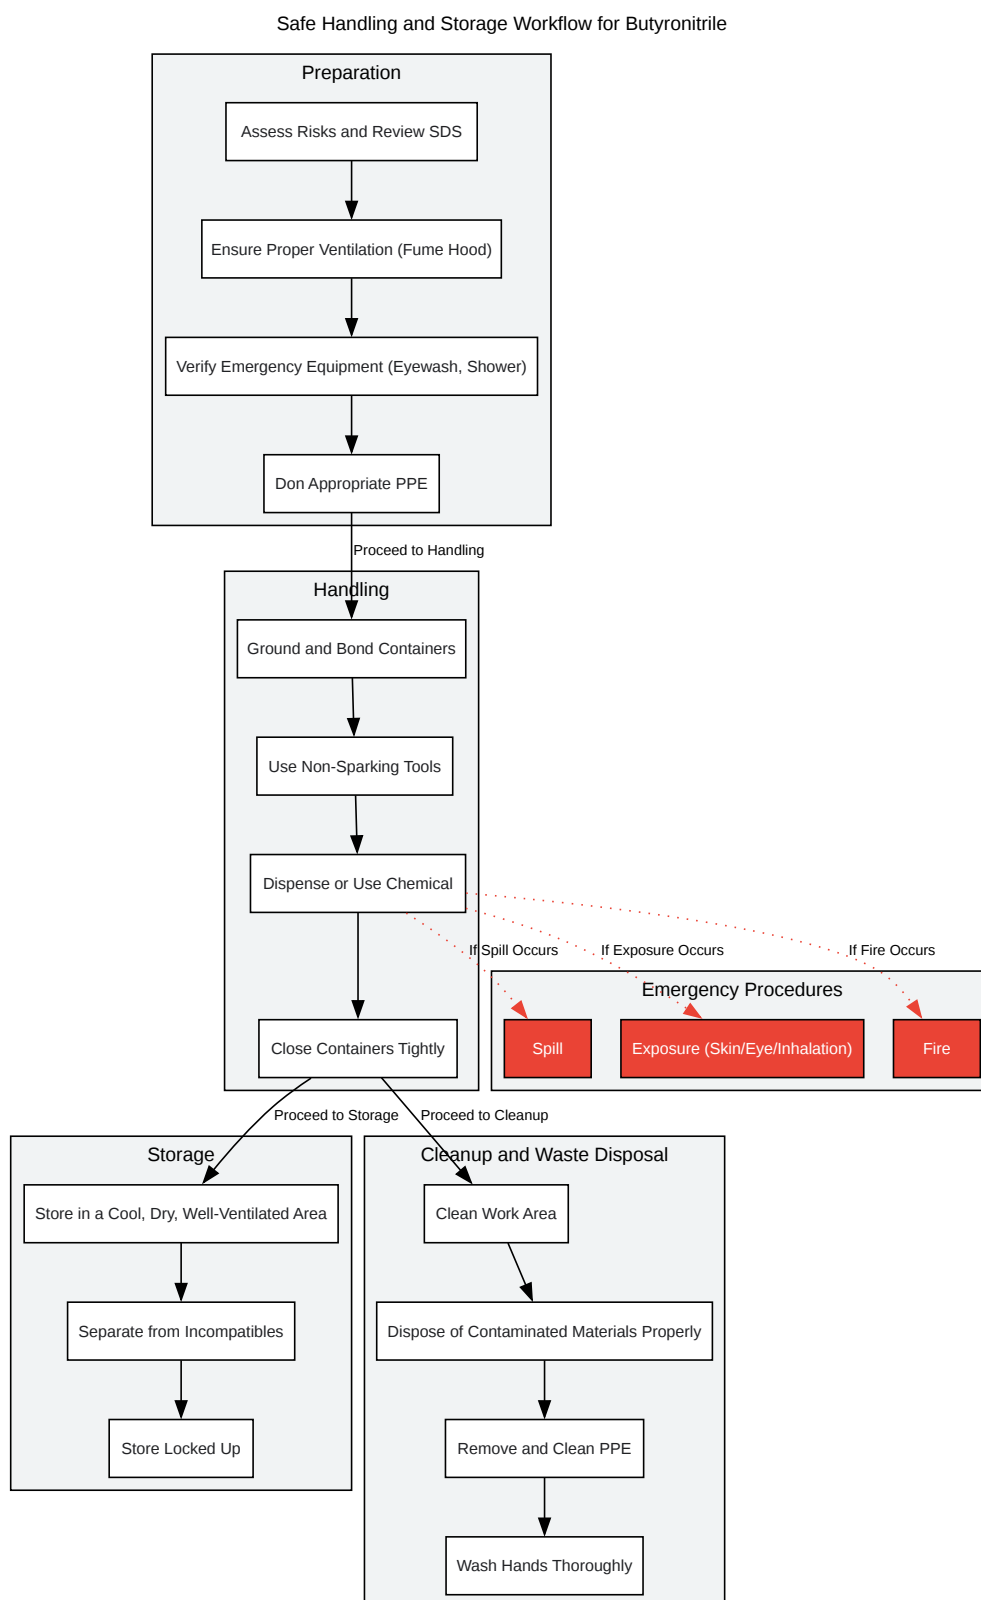 Safe Handling and Storage Workflow for Butyronitrile
Preparation
Assess Risks and Review SDS
Ensure Proper Ventilation (Fume Hood)
Verify Emergency Equipment (Eyewash, Shower)
Don Appropriate PPE
Proceed to Handling
Handling
Ground and Bond Containers
Use Non-Sparking Tools
Dispense or Use Chemical
If Spill Occurs
If Exposure Occurs
If Fire Occurs
Emergency Procedures
Spill
Exposure (Skin/Eye/Inhalation)
Fire
Close Containers Tightly
Proceed to Storage
Proceed to Cleanup
Storage
Store in a Cool, Dry, Well-Ventilated Area
Separate from Incompatibles
Store Locked Up
Cleanup and Waste Disposal
Clean Work Area
Dispose of Contaminated Materials Properly
Remove and Clean PPE
Wash Hands Thoroughly